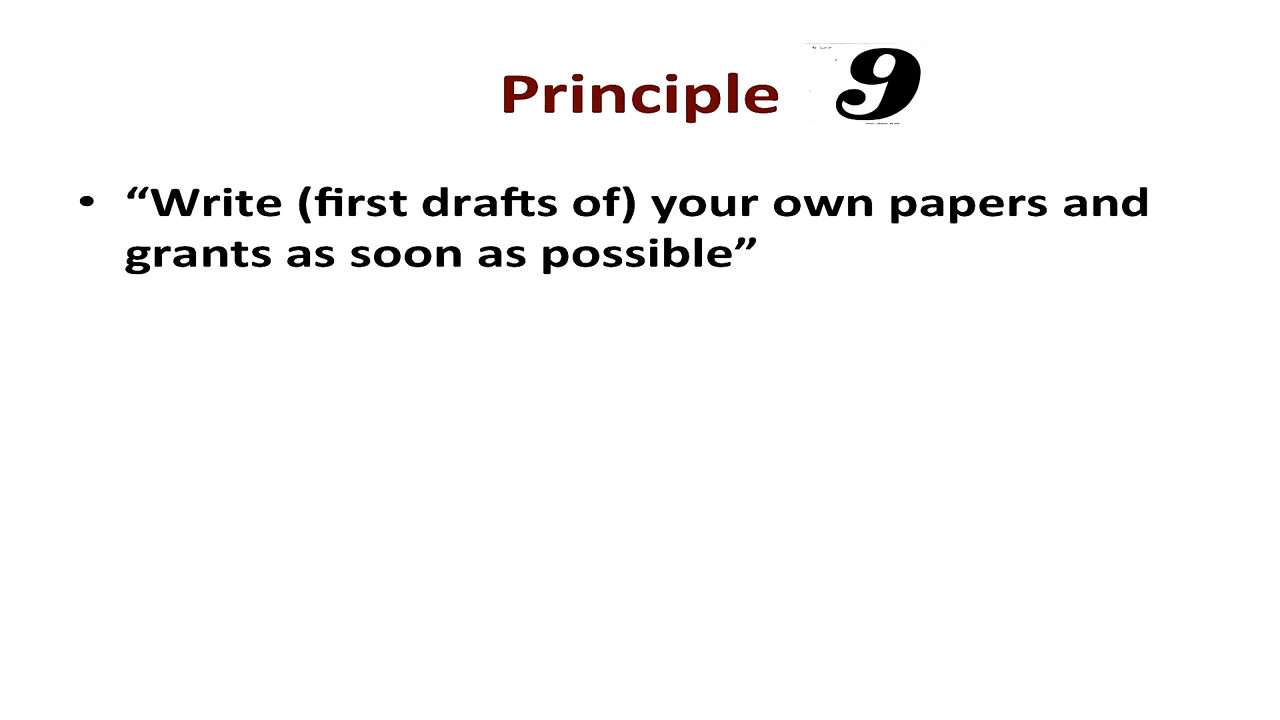 Principle 9
• “Write (first drafts of) your own papers and
grants as soon as possible”